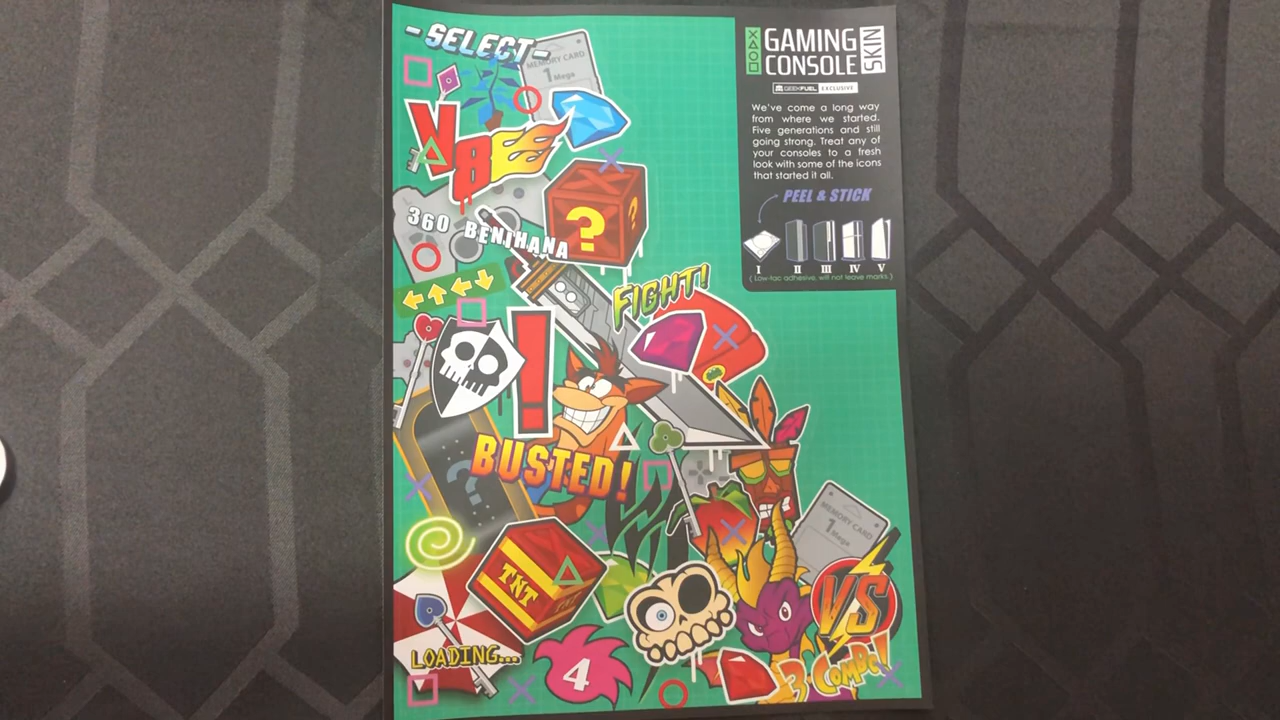 - SELECT -
MEMORY CARD
1 Mega
V8
GAMING
CONSOLE
SKIN
GEEKFUEL EXCLUSIVE
We've come a long way
from where we started.
Five generations and still
going strong. Treat any of
your consoles to a fresh
look with some of the icons
that started it all.
PEEL & STICK
I II III IV V
( Low-tac adhesive, will not leave marks. )
?
?
360 BENIHANA
FIGHT!
!
BUSTED!
?
MEMORY CARD
1 Mega
TNT
TNT
VS
LOADING...
4
3 COMBO!